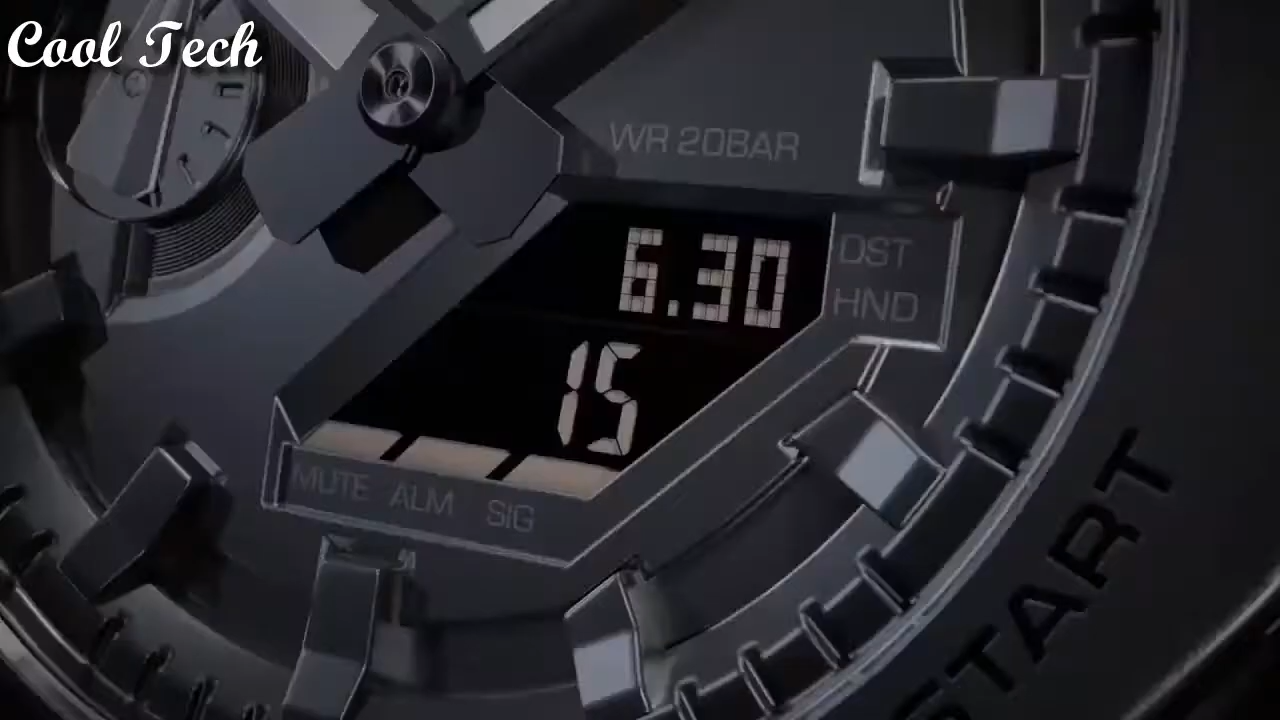 Cool Tech
WR 20BAR
6.30
DST
HND
15
MUTE ALM SIG
START